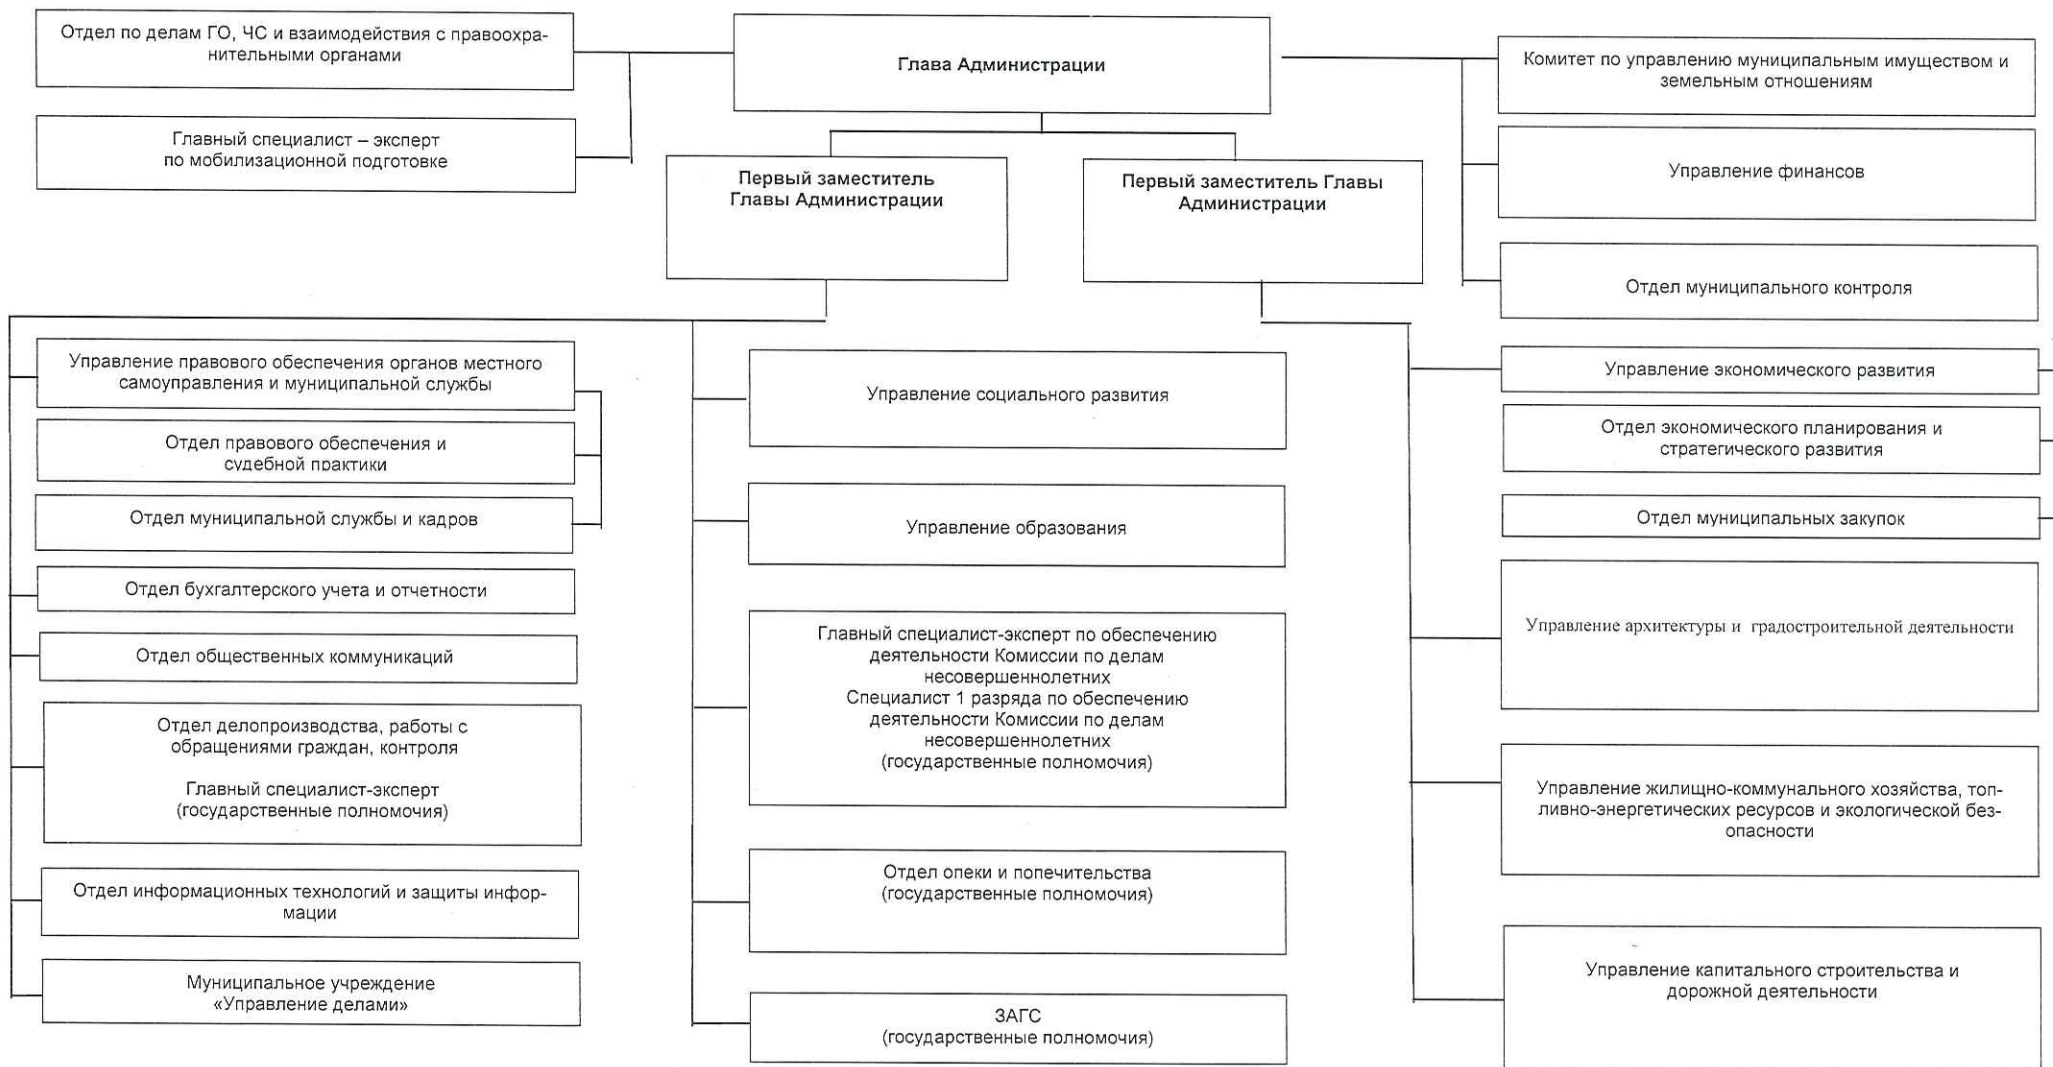 Отдел по делам ГО, ЧС и взаимодействия с правоохра-
нительными органами
Главный специалист – эксперт
по мобилизационной подготовке
Глава Администрации
Первый заместитель
Главы Администрации
Первый заместитель Главы
Администрации
Комитет по управлению муниципальным имуществом и
земельным отношениям
Управление финансов
Отдел муниципального контроля
Управление правового обеспечения органов местного
самоуправления и муниципальной службы
Отдел правового обеспечения и
судебной практики
Отдел муниципальной службы и кадров
Отдел бухгалтерского учета и отчетности
Отдел общественных коммуникаций
Отдел делопроизводства, работы с
обращениями граждан, контроля
Главный специалист-эксперт
(государственные полномочия)
Отдел информационных технологий и защиты инфор-
мации
Муниципальное учреждение
«Управление делами»
Управление социального развития
Управление образования
Главный специалист-эксперт по обеспечению
деятельности Комиссии по делам
несовершеннолетних
Специалист 1 разряда по обеспечению
деятельности Комиссии по делам
несовершеннолетних
(государственные полномочия)
Отдел опеки и попечительства
(государственные полномочия)
ЗАГС
(государственные полномочия)
Управление экономического развития
Отдел экономического планирования и
стратегического развития
Отдел муниципальных закупок
Управление архитектуры и градостроительной деятельности
Управление жилищно-коммунального хозяйства, топ-
ливно-энергетических ресурсов и экологической без-
опасности
Управление капитального строительства и
дорожной деятельности